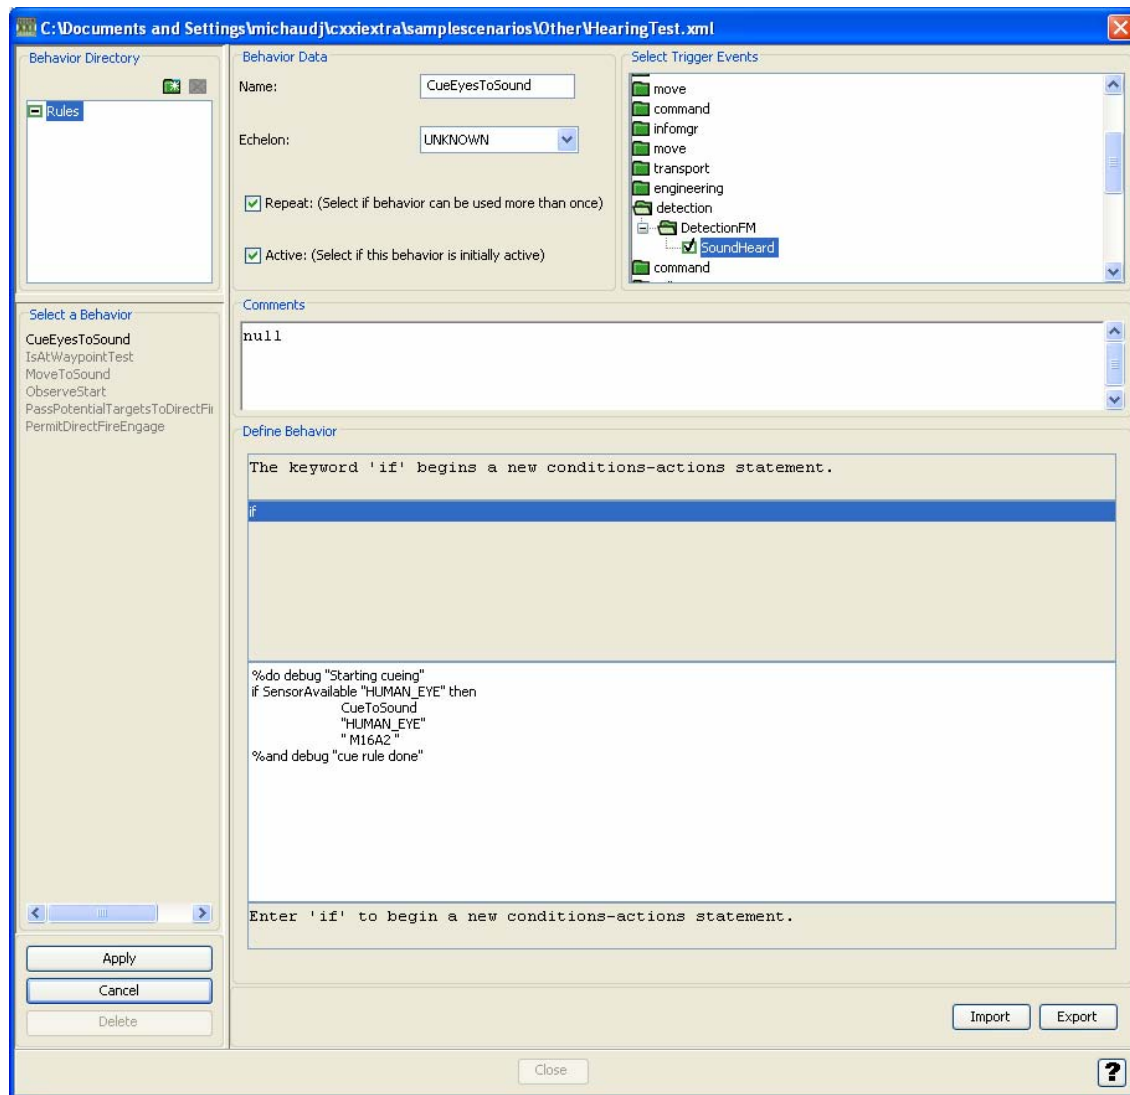 C:\Documents and Settings\michaudj\cxxiextra\samplescenarios\Other\HearingTest.xml
Behavior Directory
Rules
Behavior Data
Name:
CueEyesToSound
Echelon:
UNKNOWN
Repeat: (Select if behavior can be used more than once)
Active: (Select if this behavior is initially active)
Select Trigger Events
move
command
infomgr
move
transport
engineering
detection
DetectionFM
SoundHeard
command
Select a Behavior
CueEyesToSound
IsAtWaypointTest
MoveToSound
ObserveStart
PassPotentialTargetsToDirectFir
PermitDirectFireEngage
Comments
null
Define Behavior
The keyword 'if' begins a new conditions-actions statement.
if
%do debug "Starting cueing"
if SensorAvailable "HUMAN_EYE" then
CueToSound
"HUMAN_EYE"
" M16A2 "
%and debug "cue rule done"
Enter 'if' to begin a new conditions-actions statement.
Apply
Cancel
Delete
Import
Export
Close
?